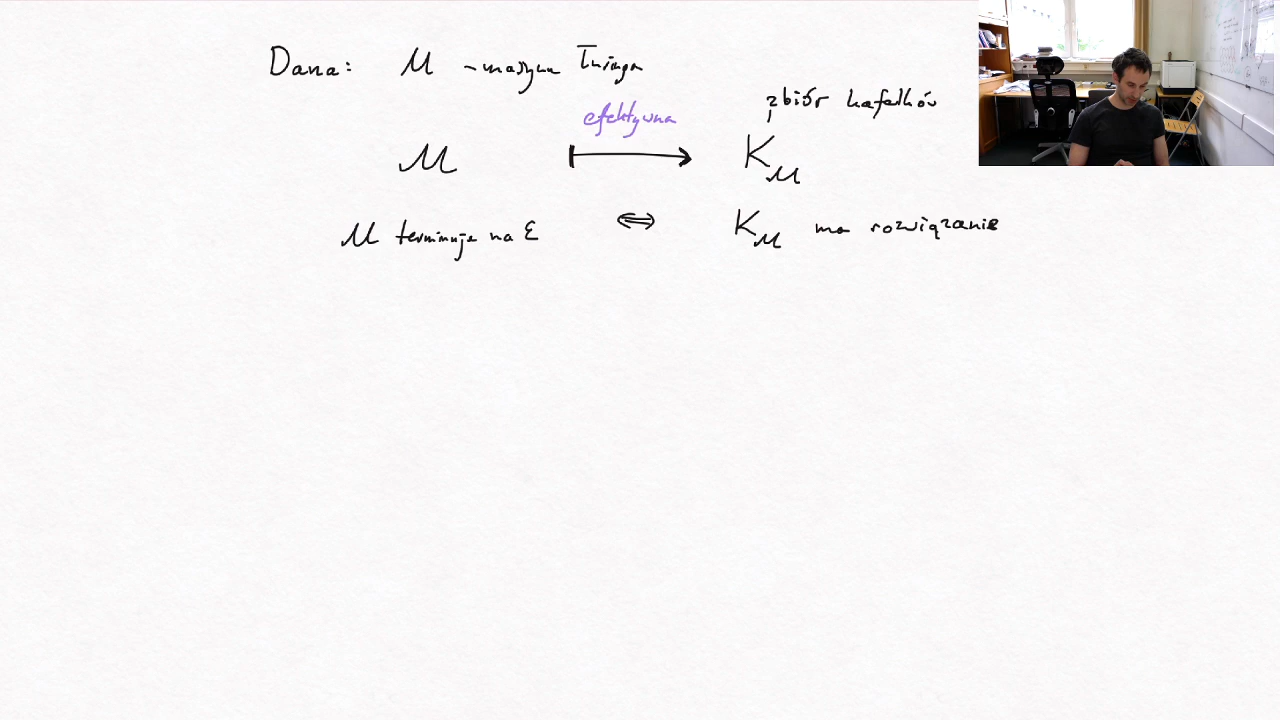 Dana: M - maszyna Turinga
efektywna zbiór kafelków
M ↦ K_M
M terminuje na ε ⇔ K_M ma rozwiązanie